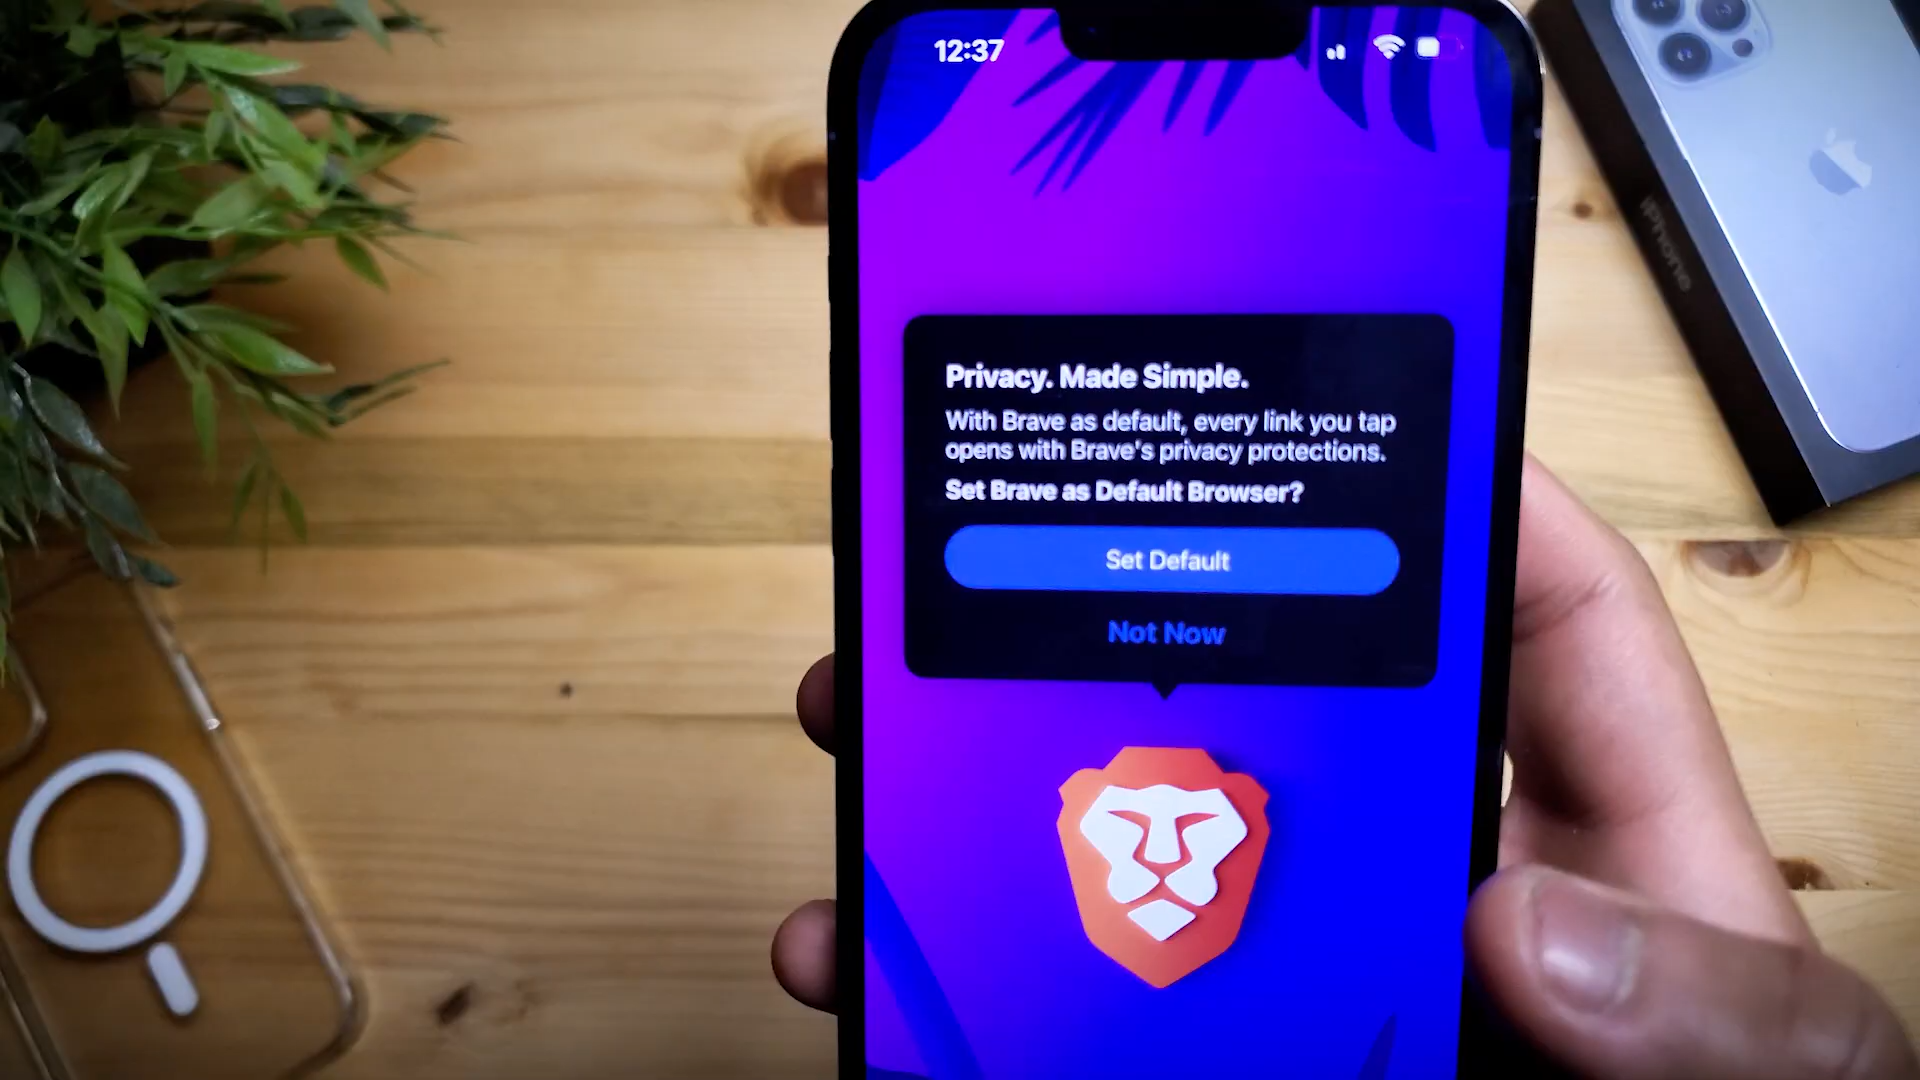 12:37
Privacy. Made Simple.
With Brave as default, every link you tap
opens with Brave's privacy protections.
Set Brave as Default Browser?
Set Default
Not Now
iPhone